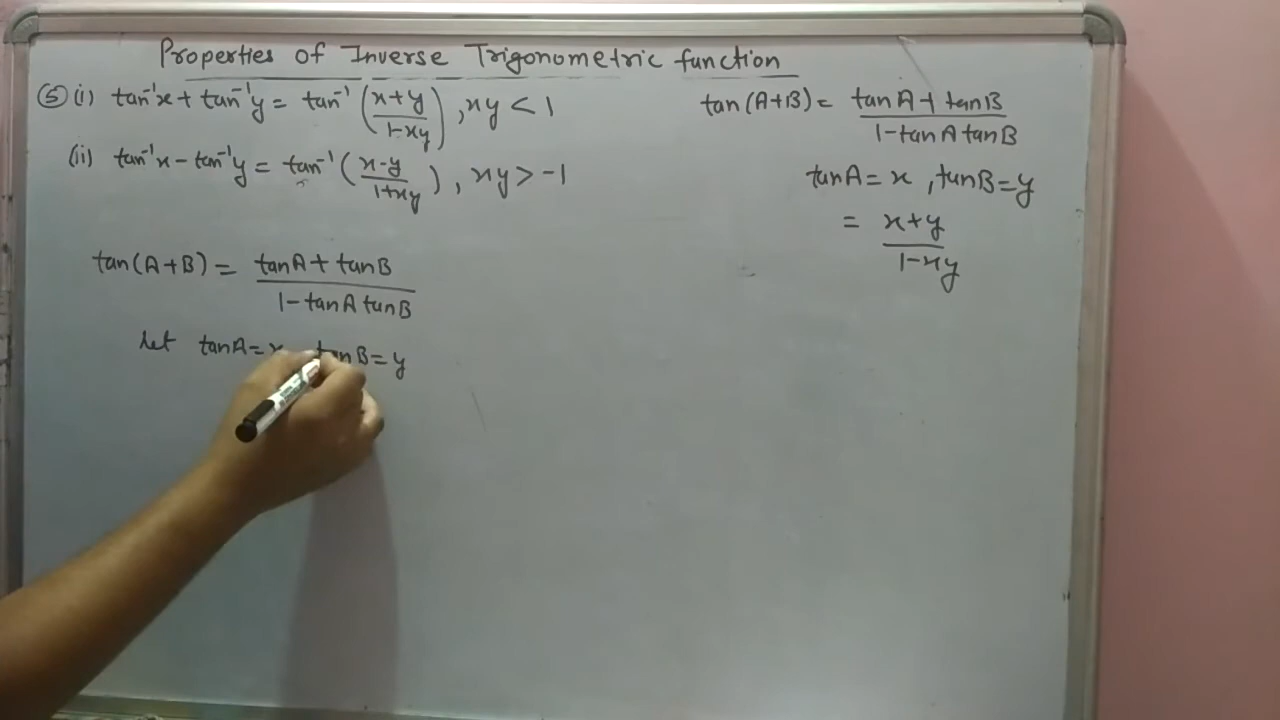 Properties of Inverse Trigonometric function
⑤ (i) tan⁻¹x + tan⁻¹y = tan⁻¹ (x+y / 1-xy) , xy < 1
(ii) tan⁻¹x - tan⁻¹y = tan⁻¹ (x-y / 1+xy) , xy > -1
tan(A+B) = tanA + tanB / 1-tanA tanB
let tanA = x tanB = y
tan(A+B) = tanA + tanB / 1-tanA tanB
tanA = x , tanB = y
= x+y / 1-xy